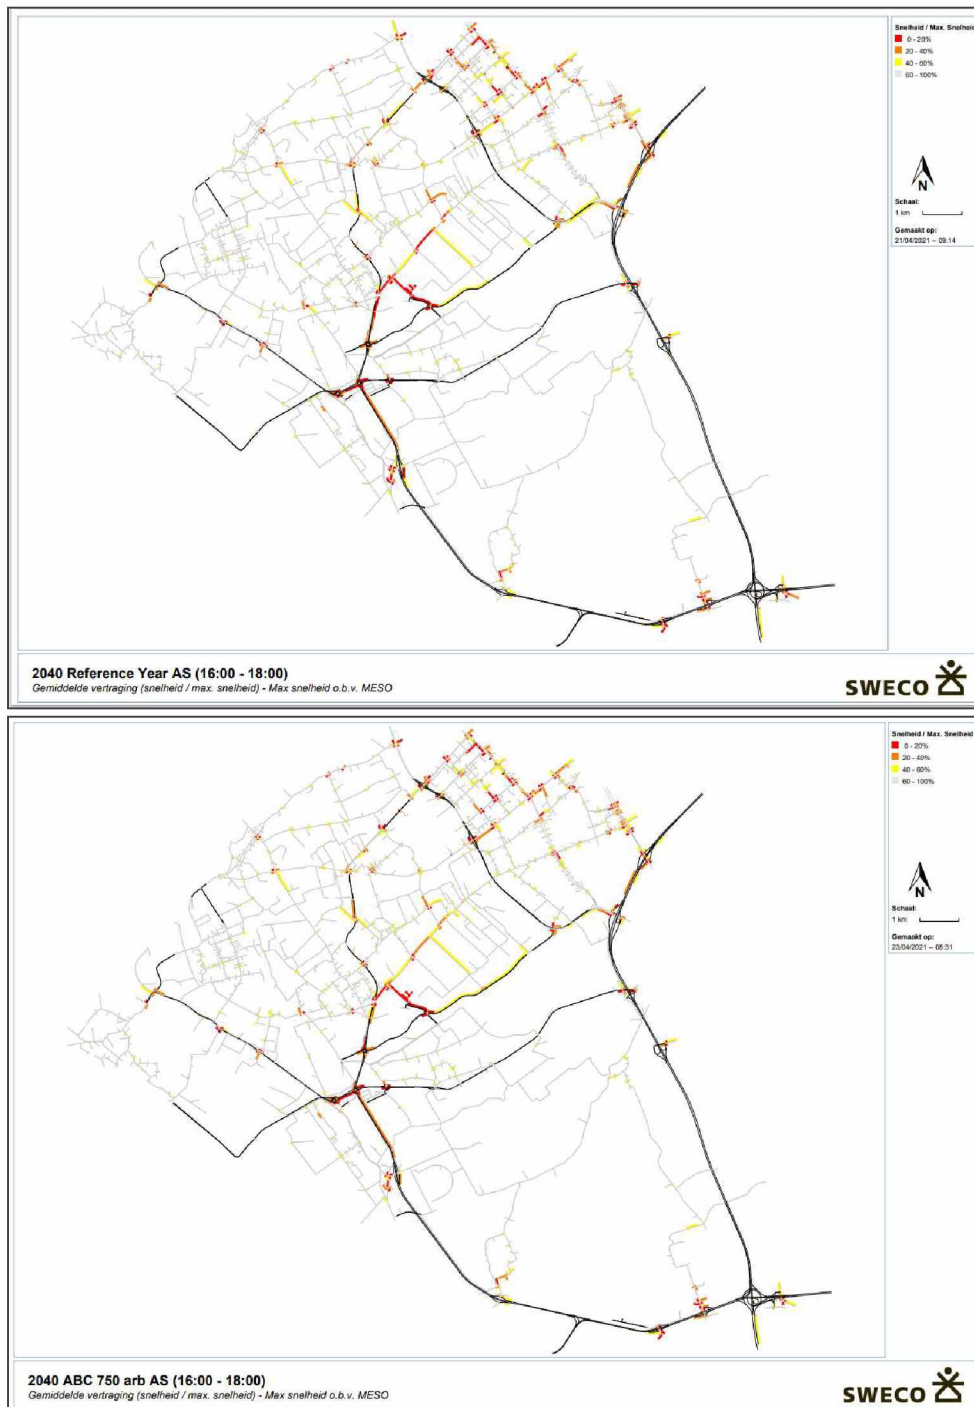 Snelheid / Max. Snelheid
0 - 20%
20 - 40%
40 - 60%
60 - 100%
N
Schaal:
1 km
Gemaakt op:
21/04/2021 – 09:14
2040 Reference Year AS (16:00 - 18:00)
Gemiddelde vertraging (snelheid / max. snelheid) - Max snelheid o.b.v. MESO
SWECO
Snelheid / Max. Snelheid
0 - 20%
20 - 40%
40 - 60%
60 - 100%
N
Schaal:
1 km
Gemaakt op:
23/04/2021 – 08:31
2040 ABC 750 arb AS (16:00 - 18:00)
Gemiddelde vertraging (snelheid / max. snelheid) - Max snelheid o.b.v. MESO
SWECO